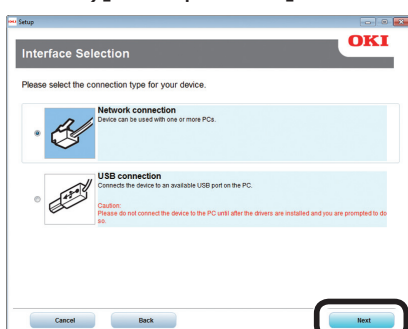 OKI Setup
OKI
Interface Selection
Please select the connection type for your device.
Network connection
Device can be used with one or more PCs.
USB connection
Connects the device to an available USB port on the PC.
Caution:
Please do not connect the device to the PC until after the drivers are installed and you are prompted to do
so.
Cancel
Back
Next